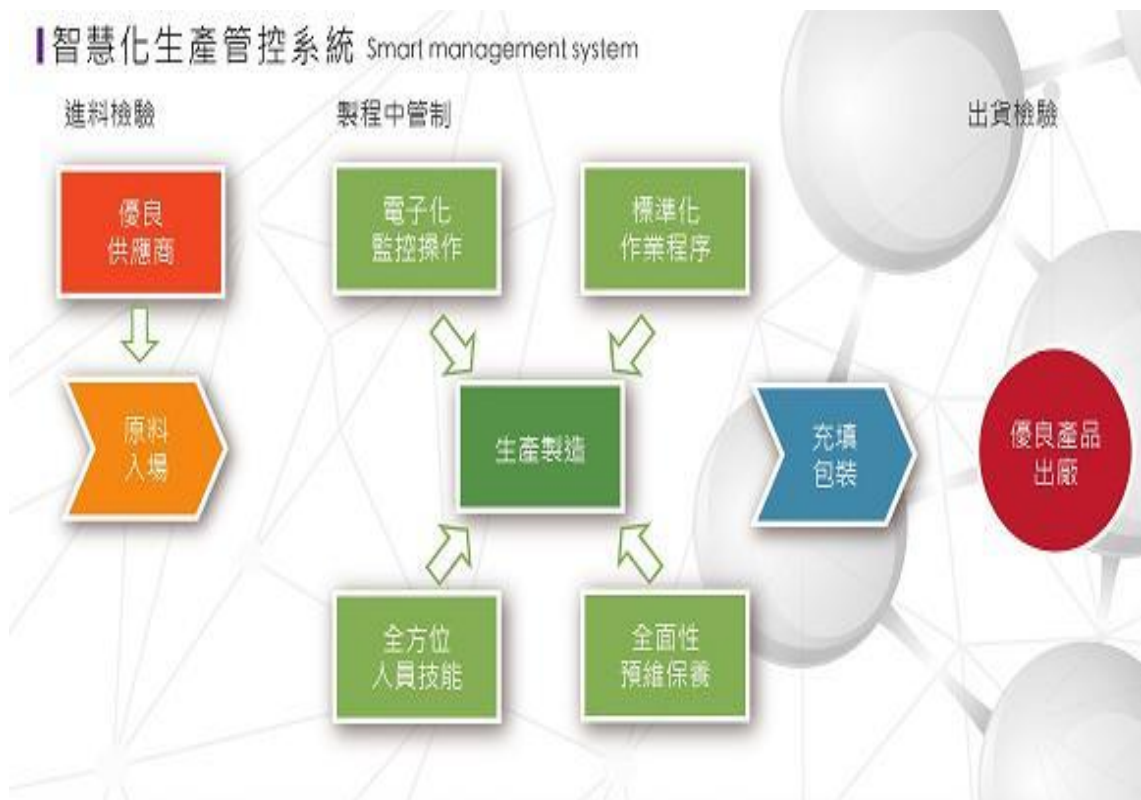 智慧化生產管控系統 Smart management system
進料檢驗
製程中管制
出貨檢驗
優良
供應商
電子化
監控操作
標準化
作業程序
原料
入場
生產製造
充填
包裝
優良產品
出廠
全方位
人員技能
全面性
預維保養